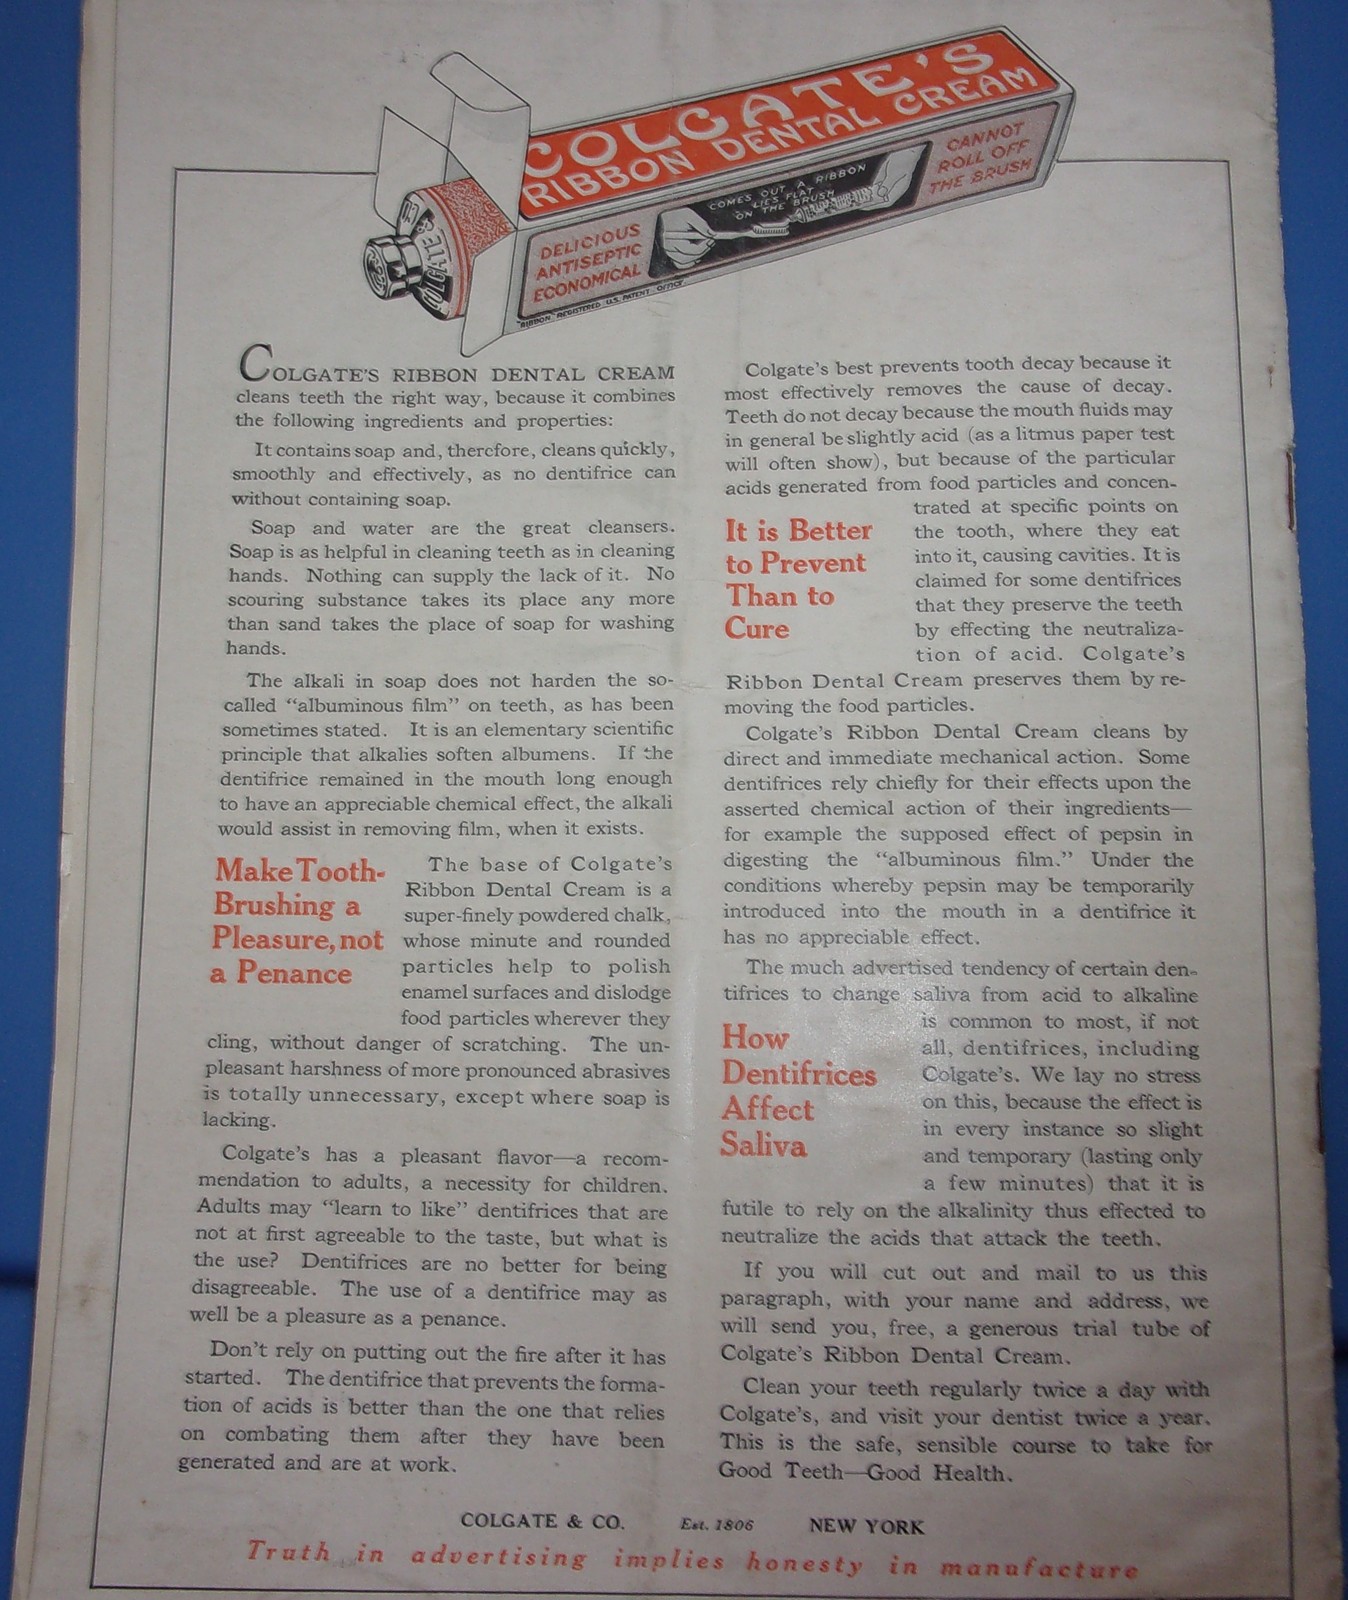 COLGATE'S
RIBBON DENTAL CREAM
CANNOT
ROLL OFF
THE BRUSH
COMES OUT A RIBBON
LIES FLAT
ON THE BRUSH
DELICIOUS
ANTISEPTIC
ECONOMICAL
"RIBBON" REGISTERED U.S. PATENT OFFICE
COLGATE & CO
COLGATE'S RIBBON DENTAL CREAM
cleans teeth the right way, because it combines
the following ingredients and properties:
It contains soap and, therefore, cleans quickly,
smoothly and effectively, as no dentifrice can
without containing soap.
Soap and water are the great cleansers.
Soap is as helpful in cleaning teeth as in cleaning
hands. Nothing can supply the lack of it. No
scouring substance takes its place any more
than sand takes the place of soap for washing
hands.
The alkali in soap does not harden the so-
called "albuminous film" on teeth, as has been
sometimes stated. It is an elementary scientific
principle that alkalies soften albumens. If the
dentifrice remained in the mouth long enough
to have an appreciable chemical effect, the alkali
would assist in removing film, when it exists.
Make Tooth-
Brushing a
Pleasure, not
a Penance
The base of Colgate's
Ribbon Dental Cream is a
super-finely powdered chalk,
whose minute and rounded
particles help to polish
enamel surfaces and dislodge
food particles wherever they
cling, without danger of scratching. The un-
pleasant harshness of more pronounced abrasives
is totally unnecessary, except where soap is
lacking.
Colgate's has a pleasant flavor—a recom-
mendation to adults, a necessity for children.
Adults may "learn to like" dentifrices that are
not at first agreeable to the taste, but what is
the use? Dentifrices are no better for being
disagreeable. The use of a dentifrice may as
well be a pleasure as a penance.
Don't rely on putting out the fire after it has
started. The dentifrice that prevents the forma-
tion of acids is better than the one that relies
on combating them after they have been
generated and are at work.
Colgate's best prevents tooth decay because it
most effectively removes the cause of decay.
Teeth do not decay because the mouth fluids may
in general be slightly acid (as a litmus paper test
will often show), but because of the particular
acids generated from food particles and concen-
trated at specific points on
the tooth, where they eat
into it, causing cavities. It is
claimed for some dentifrices
that they preserve the teeth
by effecting the neutraliza-
tion of acid. Colgate's
It is Better
to Prevent
Than to
Cure
Ribbon Dental Cream preserves them by re-
moving the food particles.
Colgate's Ribbon Dental Cream cleans by
direct and immediate mechanical action. Some
dentifrices rely chiefly for their effects upon the
asserted chemical action of their ingredients—
for example the supposed effect of pepsin in
digesting the "albuminous film." Under the
conditions whereby pepsin may be temporarily
introduced into the mouth in a dentifrice it
has no appreciable effect.
The much advertised tendency of certain den-
tifrices to change saliva from acid to alkaline
is common to most, if not
all, dentifrices, including
Colgate's. We lay no stress
on this, because the effect is
in every instance so slight
and temporary (lasting only
a few minutes) that it is
How
Dentifrices
Affect
Saliva
futile to rely on the alkalinity thus effected to
neutralize the acids that attack the teeth.
If you will cut out and mail to us this
paragraph, with your name and address, we
will send you, free, a generous trial tube of
Colgate's Ribbon Dental Cream.
Clean your teeth regularly twice a day with
Colgate's, and visit your dentist twice a year.
This is the safe, sensible course to take for
Good Teeth—Good Health.
COLGATE & CO. Est. 1806 NEW YORK
Truth in advertising implies honesty in manufacture